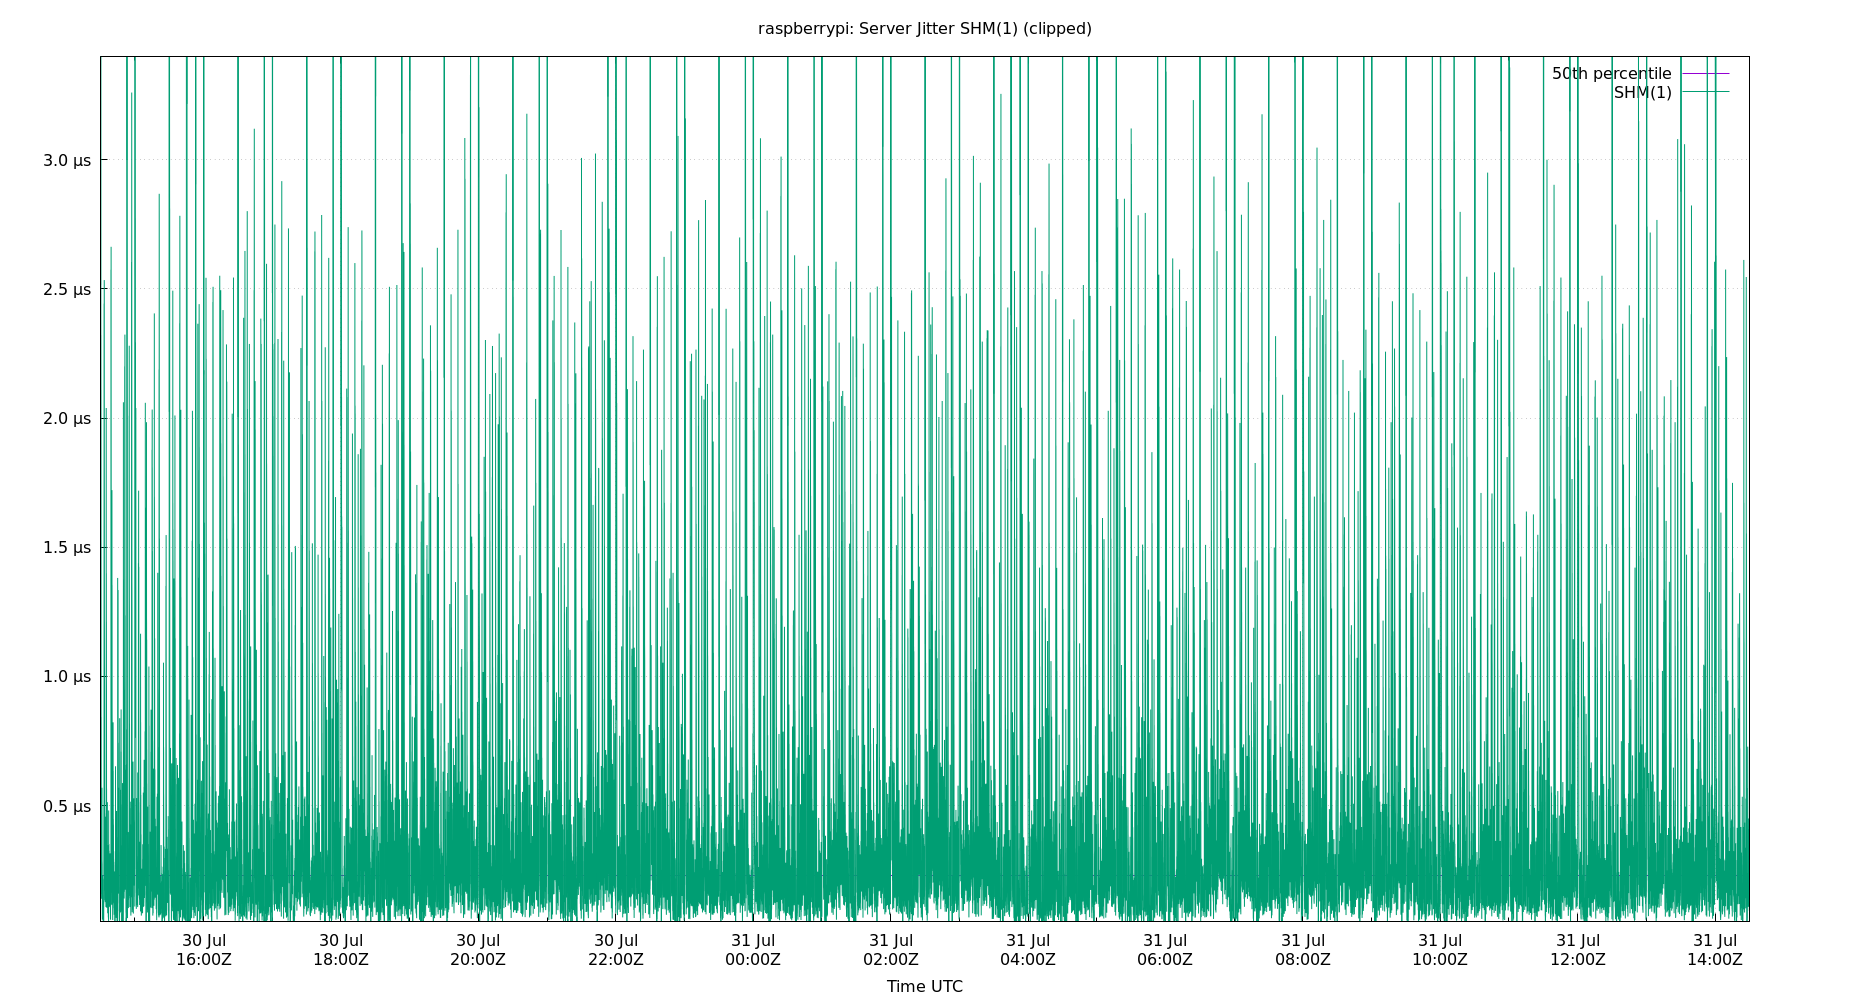 raspberrypi: Server Jitter SHM(1) (clipped)
50th percentile
SHM(1)
3.0 µs
2.5 µs
2.0 µs
1.5 µs
1.0 µs
0.5 µs
30 Jul 30 Jul 30 Jul 30 Jul 31 Jul 31 Jul 31 Jul 31 Jul 31 Jul 31 Jul 31 Jul 31 Jul
16:00Z 18:00Z 20:00Z 22:00Z 00:00Z 02:00Z 04:00Z 06:00Z 08:00Z 10:00Z 12:00Z 14:00Z
Time UTC